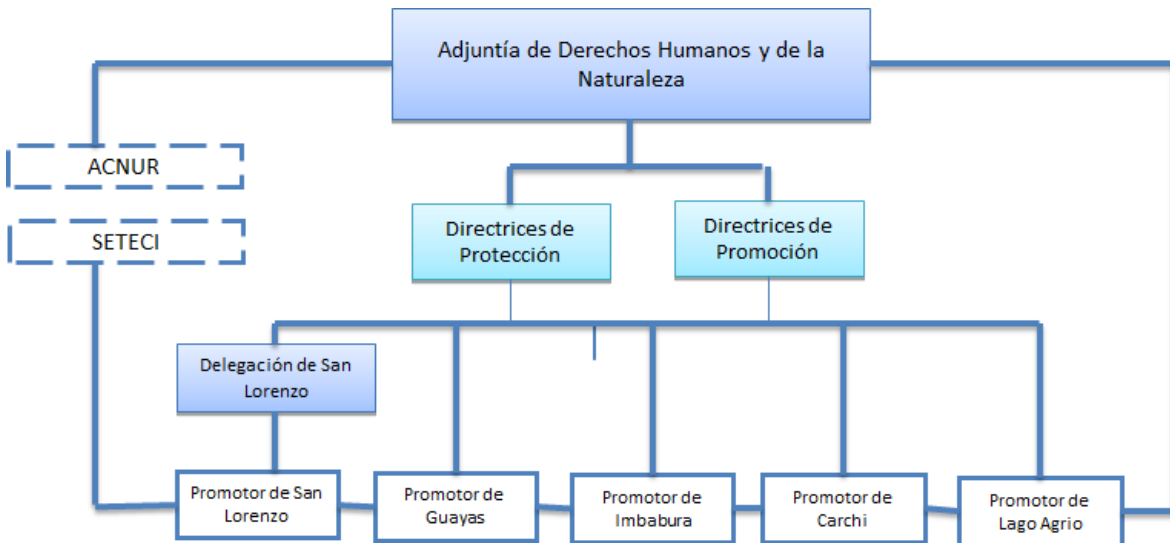 Adjuntía de Derechos Humanos y de la
Naturaleza
ACNUR
SETECI
Directrices de
Protección
Directrices de
Promoción
Delegación de San
Lorenzo
Promotor de San
Lorenzo
Promotor de
Guayas
Promotor de
Imbabura
Promotor de
Carchi
Promotor de
Lago Agrio